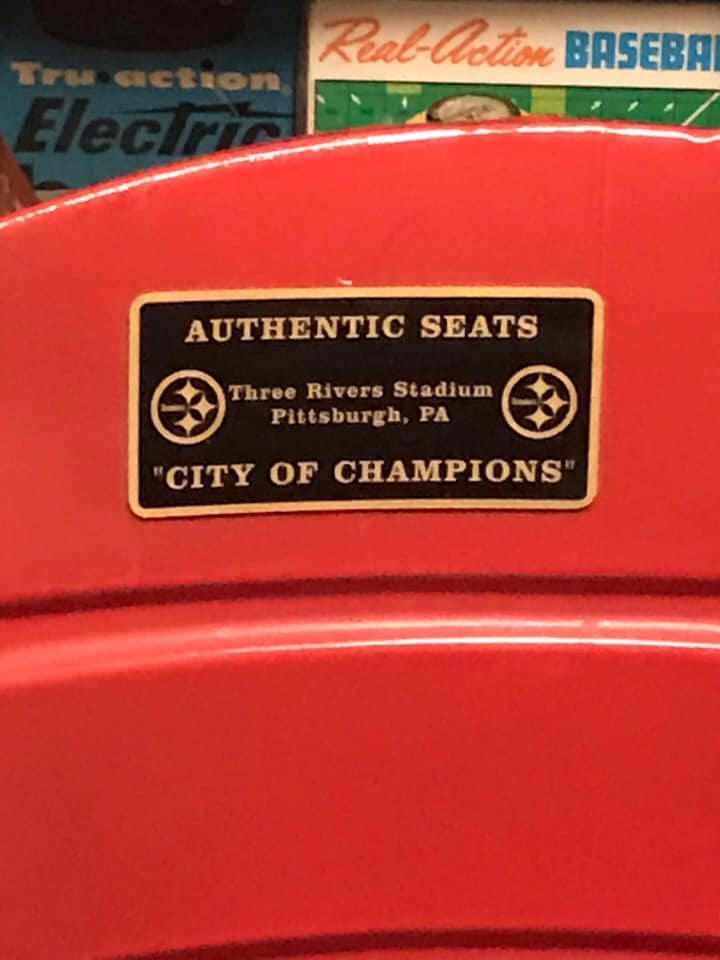 Tru-action
Electric
Real-Action BASEBA
AUTHENTIC SEATS
Three Rivers Stadium
Pittsburgh, PA
"CITY OF CHAMPIONS"